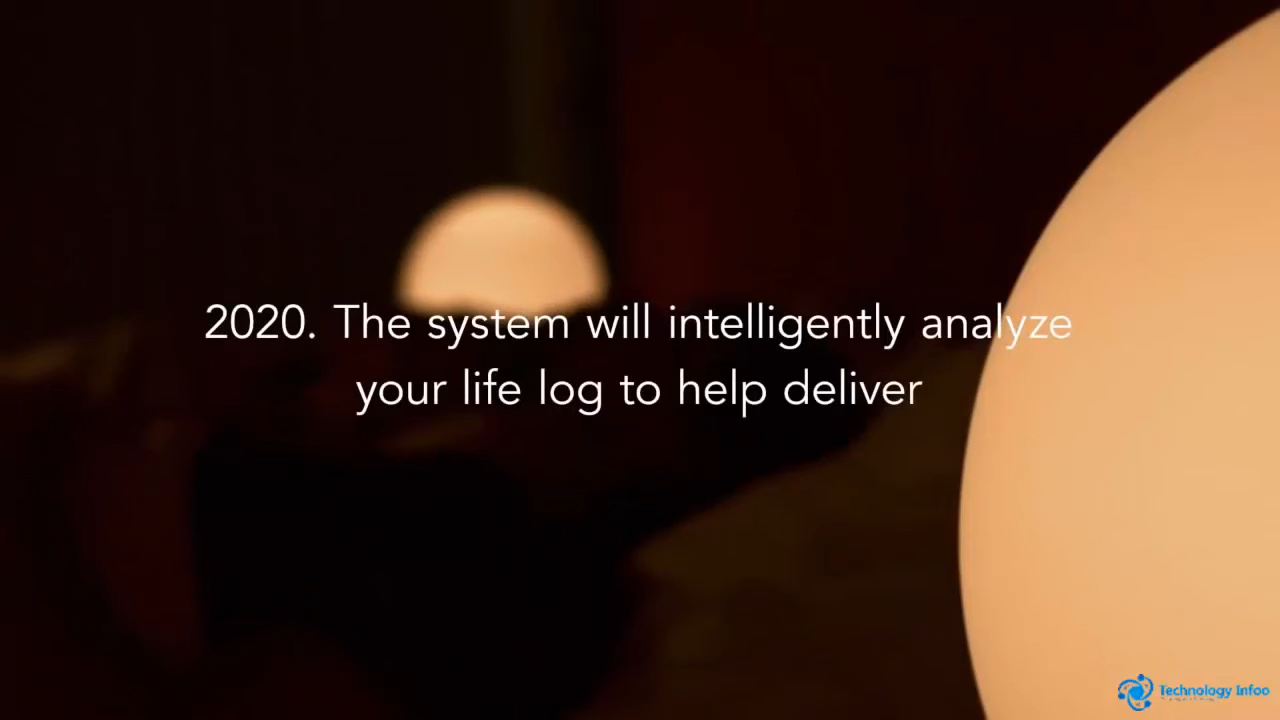 2020. The system will intelligently analyze
your life log to help deliver
Technology Infoo